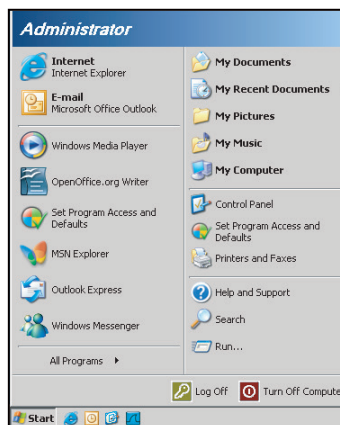 Administrator
Internet
Internet Explorer
E-mail
Microsoft Office Outlook
Windows Media Player
OpenOffice.org Writer
Set Program Access and
Defaults
MSN Explorer
Outlook Express
Windows Messenger
All Programs
My Documents
My Recent Documents
My Pictures
My Music
My Computer
Control Panel
Set Program Access and
Defaults
Printers and Faxes
Help and Support
Search
Run...
Log Off
Turn Off Compute
Start